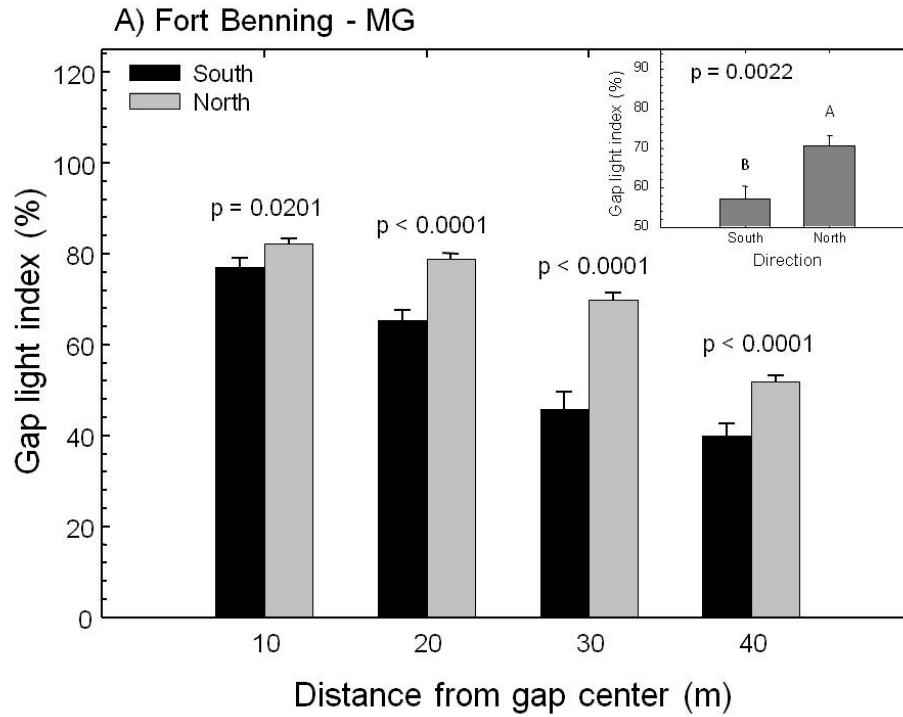 A) Fort Benning - MG
South
North
Gap light index (%)
120
100
80
60
40
20
0
p = 0.0201
p < 0.0001
p < 0.0001
p < 0.0001
10 20 30 40
Distance from gap center (m)
p = 0.0022
Gap light index (%)
90
80
70
60
50
B
A
South North
Direction